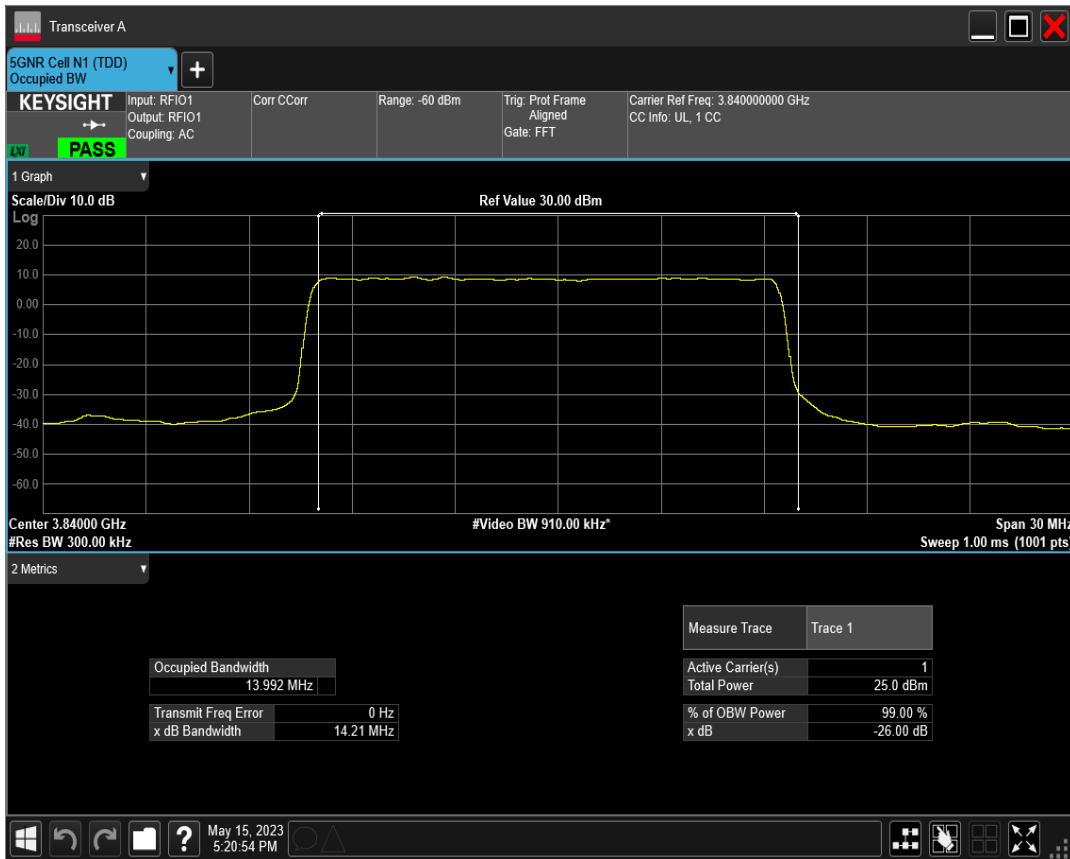 Transceiver A
5GNR Cell N1 (TDD)
Occupied BW
+
KEYSIGHT
LXI
PASS
Input: RFIO1
Output: RFIO1
Coupling: AC
Corr CCorr
Range: -60 dBm
Trig: Prot Frame
Aligned
Gate: FFT
Carrier Ref Freq: 3.840000000 GHz
CC Info: UL, 1 CC
1 Graph
Scale/Div 10.0 dB
Ref Value 30.00 dBm
Log
20.0
10.0
0.00
-10.0
-20.0
-30.0
-40.0
-50.0
-60.0
Center 3.84000 GHz
#Video BW 910.00 kHz*
Span 30 MHz
#Res BW 300.00 kHz
Sweep 1.00 ms (1001 pts)
2 Metrics
Measure Trace Trace 1
Occupied Bandwidth
13.992 MHz
Active Carrier(s) 1
Total Power 25.0 dBm
Transmit Freq Error 0 Hz
x dB Bandwidth 14.21 MHz
% of OBW Power 99.00 %
x dB -26.00 dB
?
May 15, 2023
5:20:54 PM